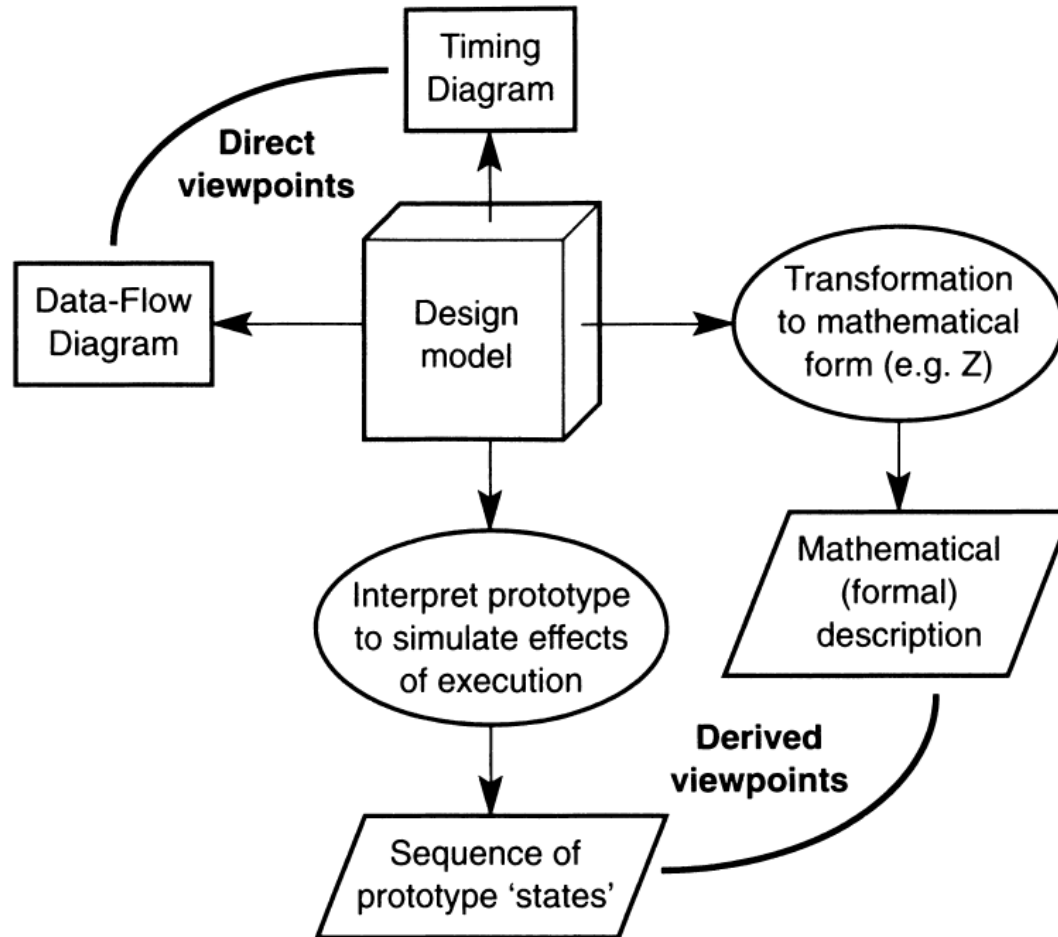 Timing
Diagram
Direct
viewpoints
Data-Flow
Diagram
Design
model
Transformation
to mathematical
form (e.g. Z)
Interpret prototype
to simulate effects
of execution
Mathematical
(formal)
description
Derived
viewpoints
Sequence of
prototype ‘states’